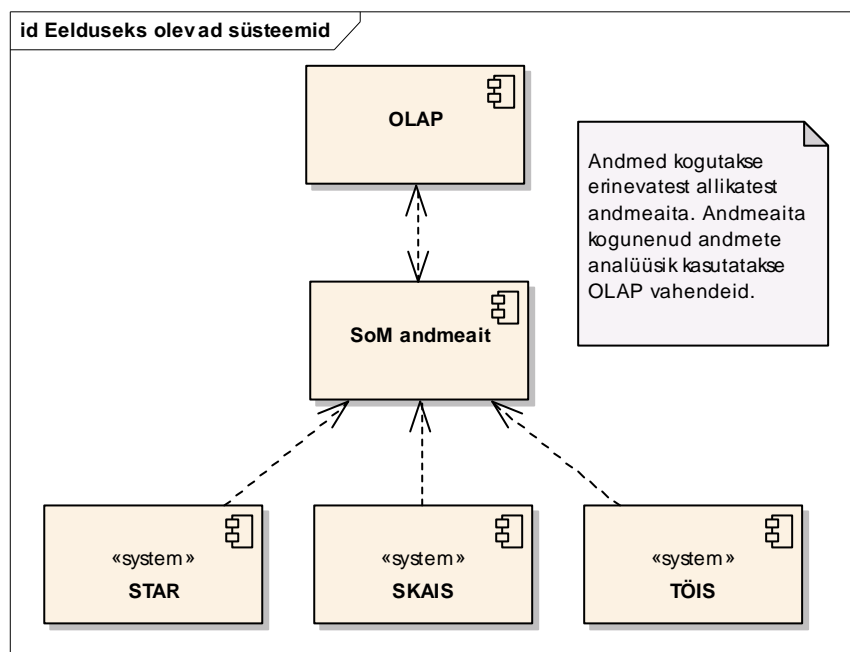 id Eelduseks olevad süsteemid
OLAP
Andmed kogutakse
erinevatest allikatest
andmeaita. Andmeaita
kogunenud andmete
analüüsik kasutatakse
OLAP vahendeid.
SoM andmeait
«system»
STAR
«system»
SKAIS
«system»
TÖIS